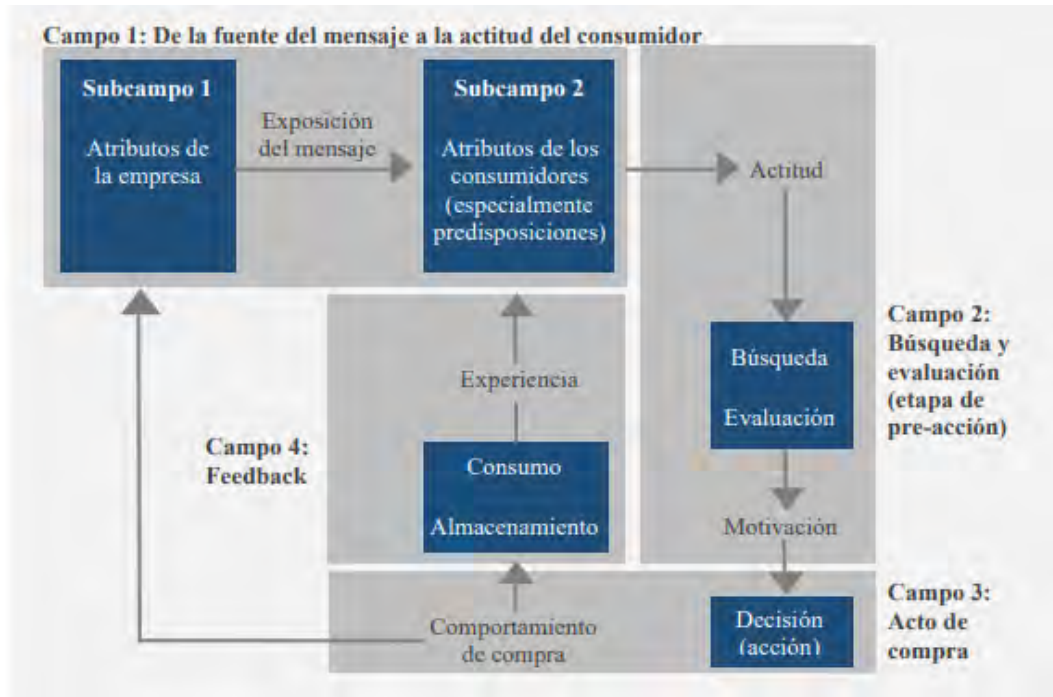 Campo 1: De la fuente del mensaje a la actitud del consumidor
Subcampo 1
Atributos de
la empresa
Exposición
del mensaje
Subcampo 2
Atributos de los
consumidores
(especialmente
predisposiciones)
Actitud
Campo 2:
Búsqueda y
evaluación
(etapa de
pre-acción)
Búsqueda
Evaluación
Motivación
Campo 3:
Acto de
compra
Decisión
(acción)
Comportamiento
de compra
Campo 4:
Feedback
Consumo
Almacenamiento
Experiencia